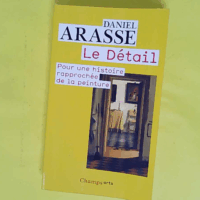 DANIEL
ARASSE
Le Détail
Pour une histoire
rapprochée
de la peinture
Champs arts